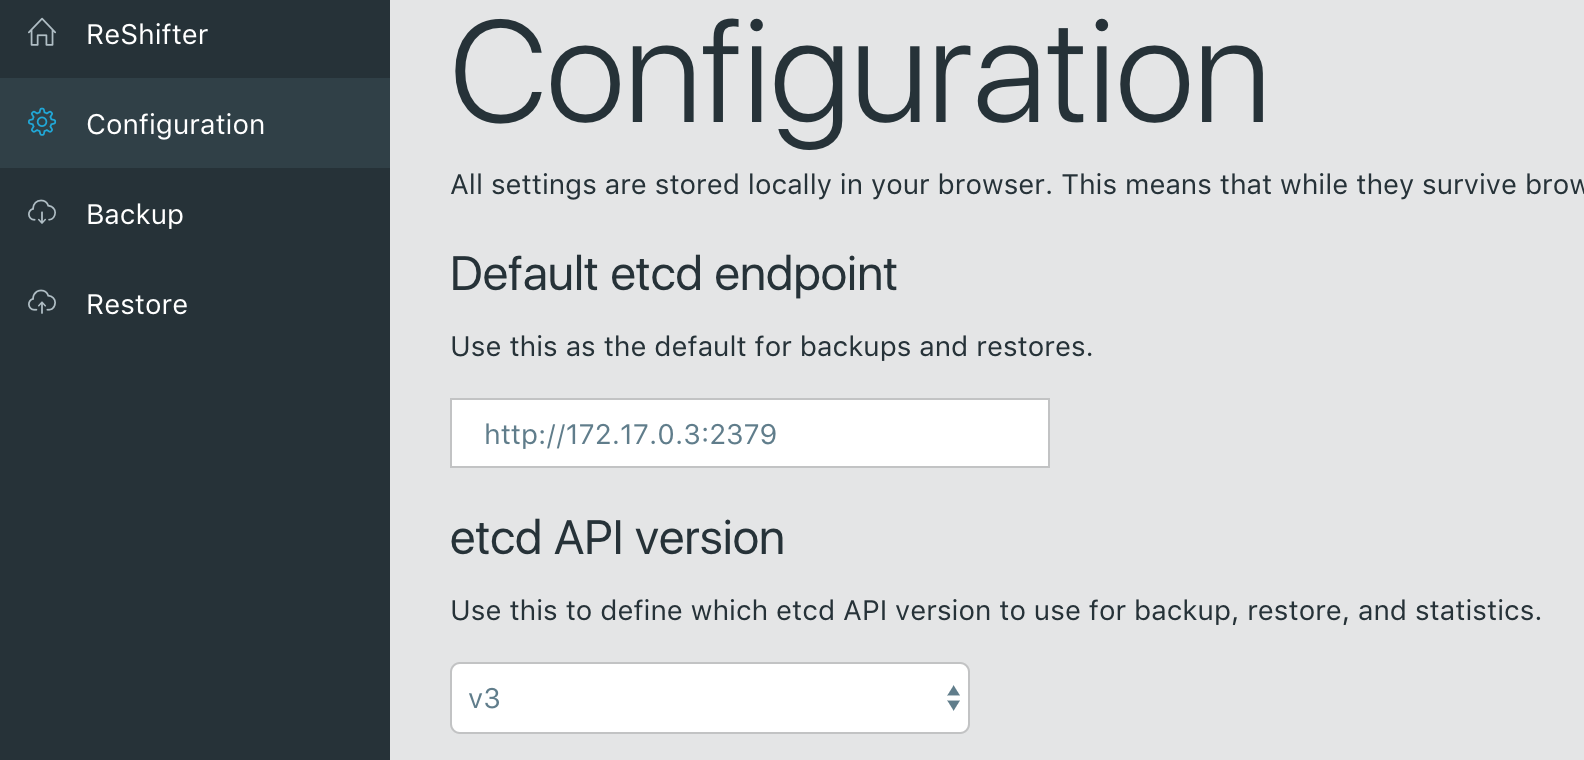 ReShifter
Configuration
Backup
Restore
Configuration
All settings are stored locally in your browser. This means that while they survive
Default etcd endpoint
Use this as the default for backups and restores.
http://172.17.0.3:2379
etcd API version
Use this to define which etcd API version to use for backup, restore, and statistics.
v3